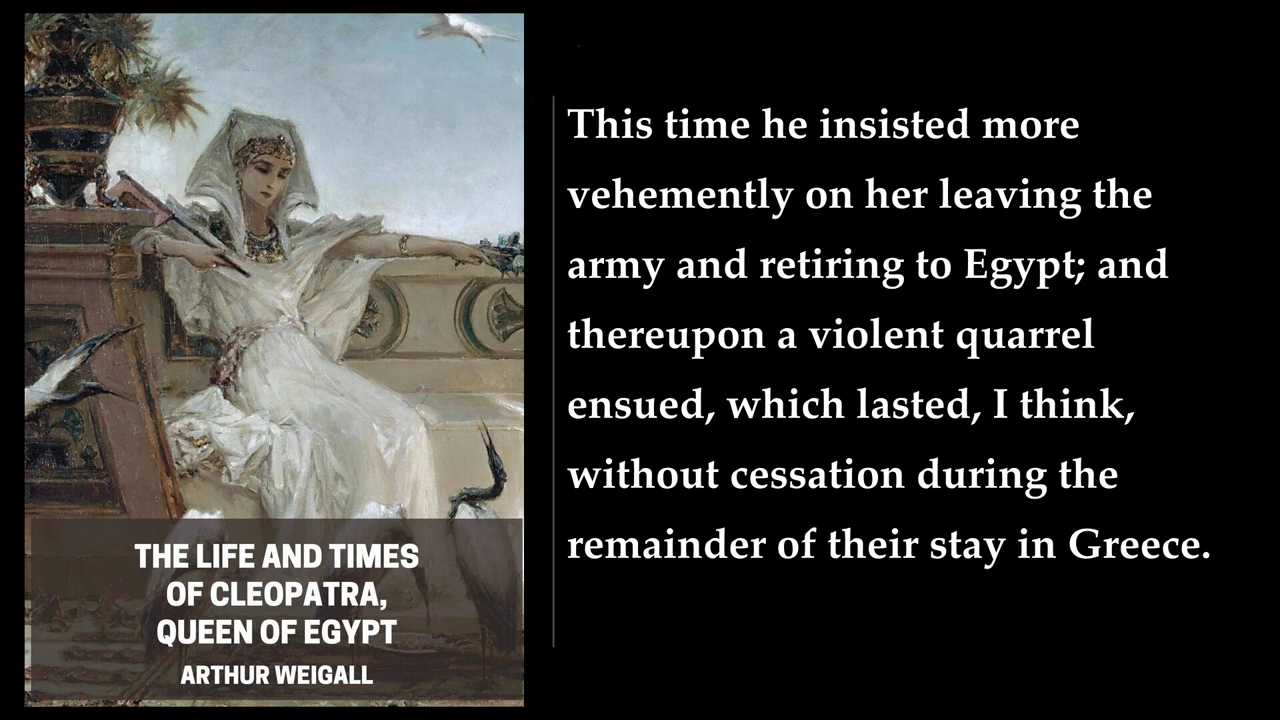 THE LIFE AND TIMES
OF CLEOPATRA,
QUEEN OF EGYPT
ARTHUR WEIGALL
This time he insisted more
vehemently on her leaving the
army and retiring to Egypt; and
thereupon a violent quarrel
ensued, which lasted, I think,
without cessation during the
remainder of their stay in Greece.